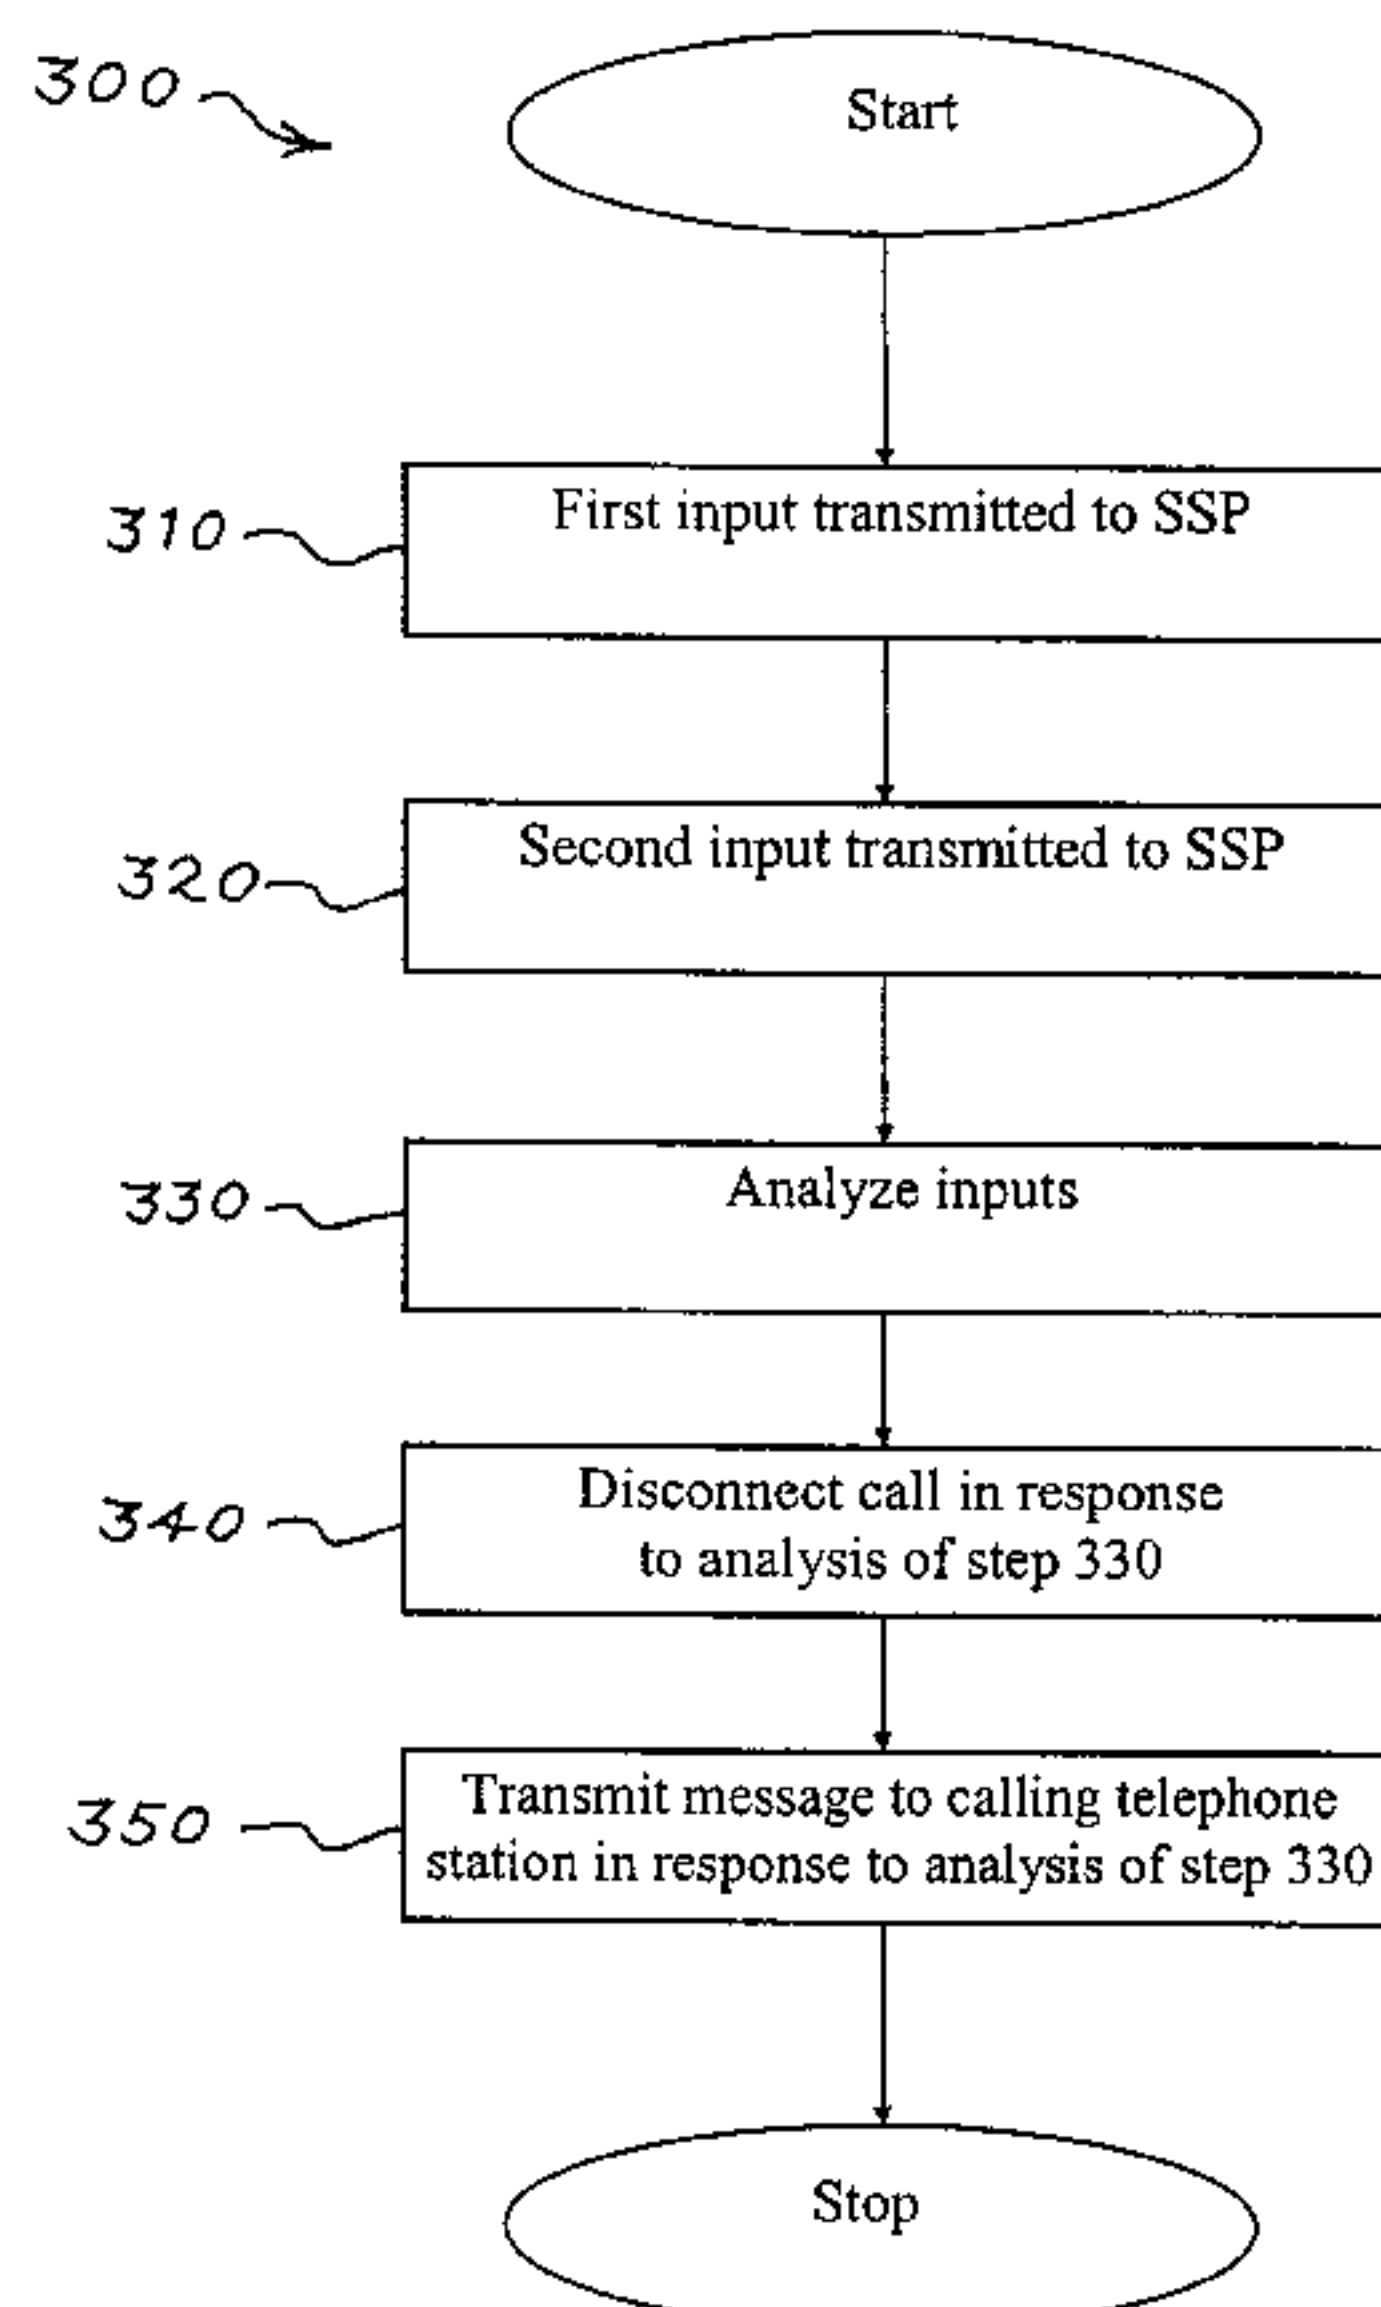 300
Start
310
First input transmitted to SSP
320
Second input transmitted to SSP
330
Analyze inputs
340
Disconnect call in response
to analysis of step 330
350
Transmit message to calling telephone
station in response to analysis of step 330
Stop